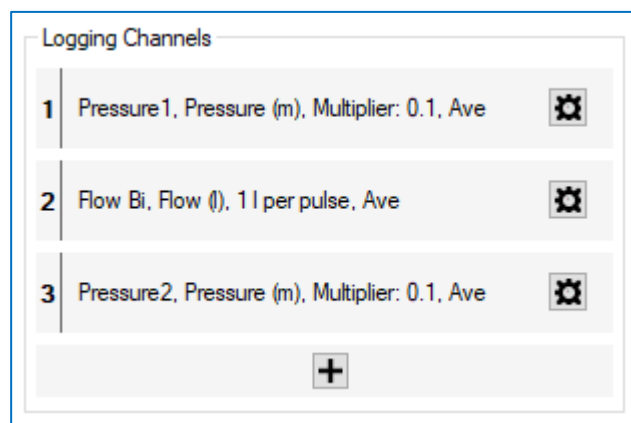 Logging Channels
1 Pressure1, Pressure (m), Multiplier: 0.1, Ave
2 Flow Bi, Flow (l), 1 l per pulse, Ave
3 Pressure2, Pressure (m), Multiplier: 0.1, Ave